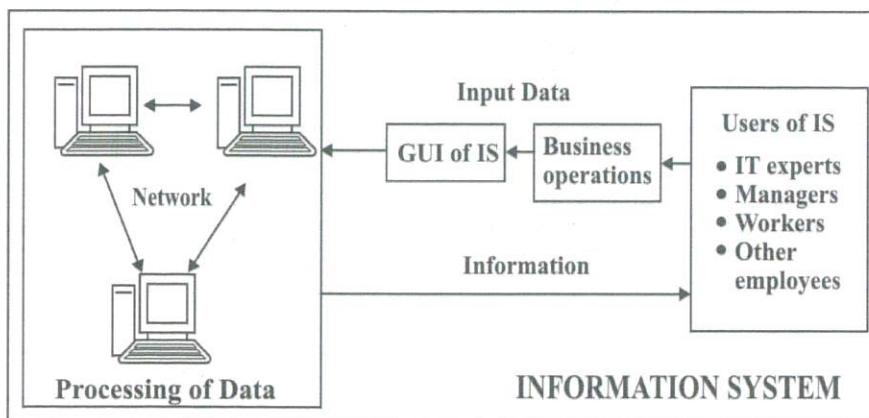 Input Data
Users of IS
GUI of IS
Business
operations
• IT experts
• Managers
• Workers
• Other
employees
Network
Information
Processing of Data
INFORMATION SYSTEM